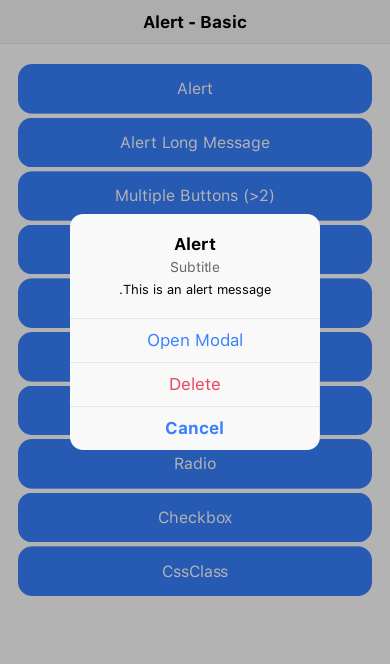 Alert - Basic
Alert
Alert Long Message
Multiple Buttons (>2)
Alert
Subtitle
.This is an alert message
Open Modal
Delete
Cancel
Radio
Checkbox
CssClass